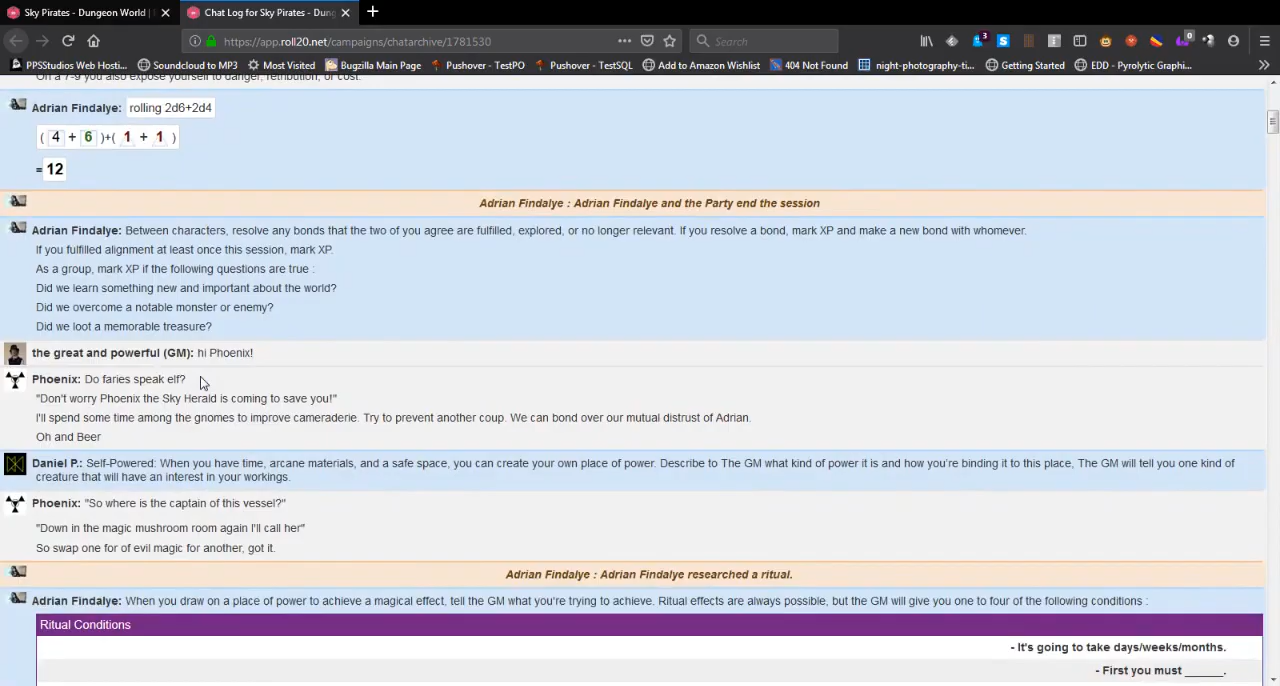 Sky Pirates - Dungeon World |
Chat Log for Sky Pirates - Dung
https://app.roll20.net/campaigns/chatarchive/1781530
Search
3
0
PPSStudios Web Hosti...
Soundcloud to MP3
Most Visited
Bugzilla Main Page
Pushover - TestPO
Pushover - TestSQL
Add to Amazon Wishlist
404 Not Found
night-photography-ti...
Getting Started
EDD - Pyrolytic Graphi...
On a 7-9 you also expose yourself to danger, retribution, or cost.
Adrian Findalye: rolling 2d6+2d4
( 4 + 6 )+( 1 + 1 )
= 12
Adrian Findalye : Adrian Findalye and the Party end the session
Adrian Findalye: Between characters, resolve any bonds that the two of you agree are fulfilled, explored, or no longer relevant. If you resolve a bond, mark XP and make a new bond with whomever.
If you fulfilled alignment at least once this session, mark XP.
As a group, mark XP if the following questions are true :
Did we learn something new and important about the world?
Did we overcome a notable monster or enemy?
Did we loot a memorable treasure?
the great and powerful (GM): hi Phoenix!
Phoenix: Do faries speak elf?
"Don't worry Phoenix the Sky Herald is coming to save you!"
I'll spend some time among the gnomes to improve cameraderie. Try to prevent another coup. We can bond over our mutual distrust of Adrian.
Oh and Beer
Daniel P.: Self-Powered: When you have time, arcane materials, and a safe space, you can create your own place of power. Describe to The GM what kind of power it is and how you're binding it to this place, The GM will tell you one kind of
creature that will have an interest in your workings.
Phoenix: "So where is the captain of this vessel?"
"Down in the magic mushroom room again I'll call her"
So swap one for of evil magic for another, got it.
Adrian Findalye : Adrian Findalye researched a ritual.
Adrian Findalye: When you draw on a place of power to achieve a magical effect, tell the GM what you're trying to achieve. Ritual effects are always possible, but the GM will give you one to four of the following conditions :
Ritual Conditions
- It's going to take days/weeks/months.
- First you must ______.